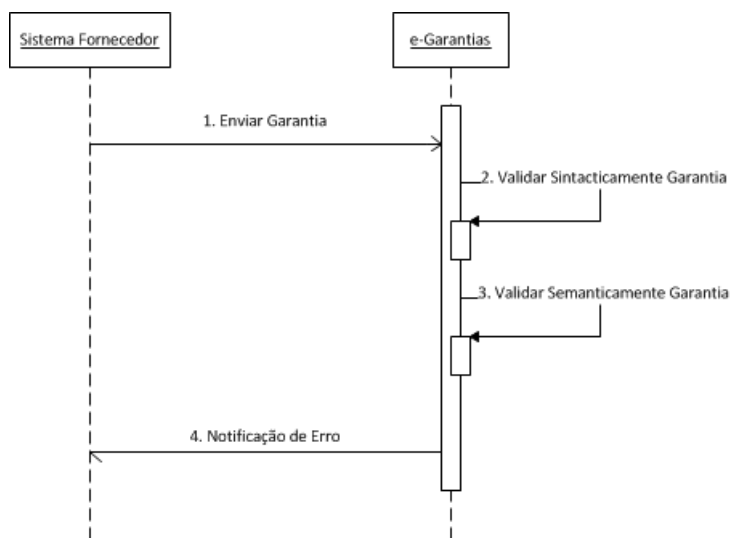 Sistema Fornecedor
e-Garantias
1. Enviar Garantia
2. Validar Sintacticamente Garantia
3. Validar Semanticamente Garantia
4. Notificação de Erro